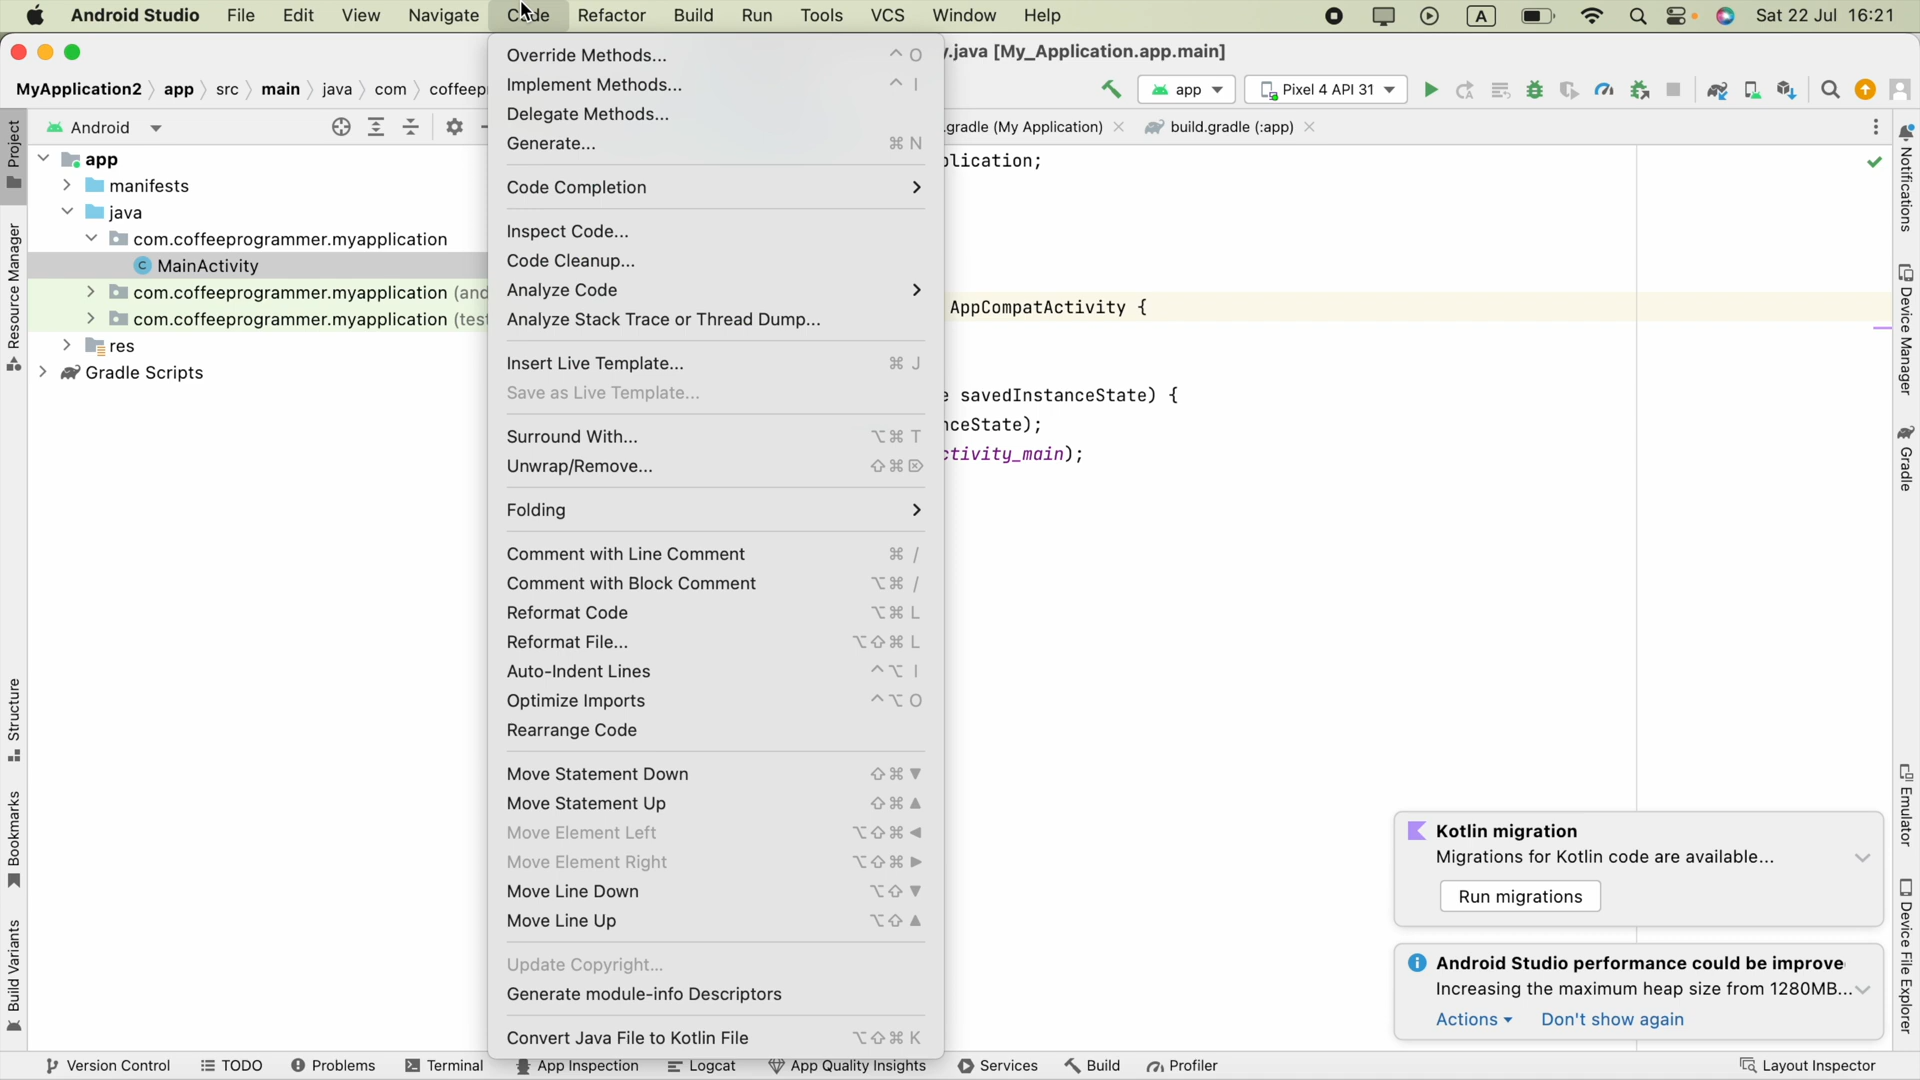 Android Studio File Edit View Navigate Code Refactor Build Run Tools VCS Window Help A Sat 22 Jul 16:21
.java [My_Application.app.main]
MyApplication2 app src main java com app Pixel 4 API 31
Android
.gradle (My Application) build.gradle (:app)
app
manifests
java
com.coffeeprogrammer.myapplication
MainActivity
com.coffeeprogrammer.myapplication
com.coffeeprogrammer.myapplication
res
Gradle Scripts
Project
Resource Manager
Structure
Bookmarks
Build Variants
Override Methods... ^ O
Implement Methods... ^ I
Delegate Methods...
Generate... ⌘ N
Code Completion
Inspect Code...
Code Cleanup...
Analyze Code
Analyze Stack Trace or Thread Dump...
Insert Live Template... ⌘ J
Save as Live Template...
Surround With... ⌥⌘ T
Unwrap/Remove... ⇧⌘⌦
Folding
Comment with Line Comment ⌘ /
Comment with Block Comment ⌥⌘ /
Reformat Code ⌥⌘ L
Reformat File... ⌥⇧⌘ L
Auto-Indent Lines ^⌥ I
Optimize Imports ^⌥ O
Rearrange Code
Move Statement Down ⇧⌘▼
Move Statement Up ⇧⌘▲
Move Element Left ⌥⇧⌘◀
Move Element Right ⌥⇧⌘▶
Move Line Down ⌥⇧▼
Move Line Up ⌥⇧▲
Update Copyright...
Generate module-info Descriptors
Convert Java File to Kotlin File ⌥⇧⌘ K
plication;
AppCompatActivity {
savedInstanceState) {
nceState);
ctivity_main);
Notifications
Device Manager
Gradle
Emulator
Device File Explorer
Kotlin migration
Migrations for Kotlin code are available...
Run migrations
Android Studio performance could be improve
Increasing the maximum heap size from 1280MB...
Actions Don't show again
Version Control TODO Problems Terminal App Inspection Logcat App Quality Insights Services Build Profiler Layout Inspector